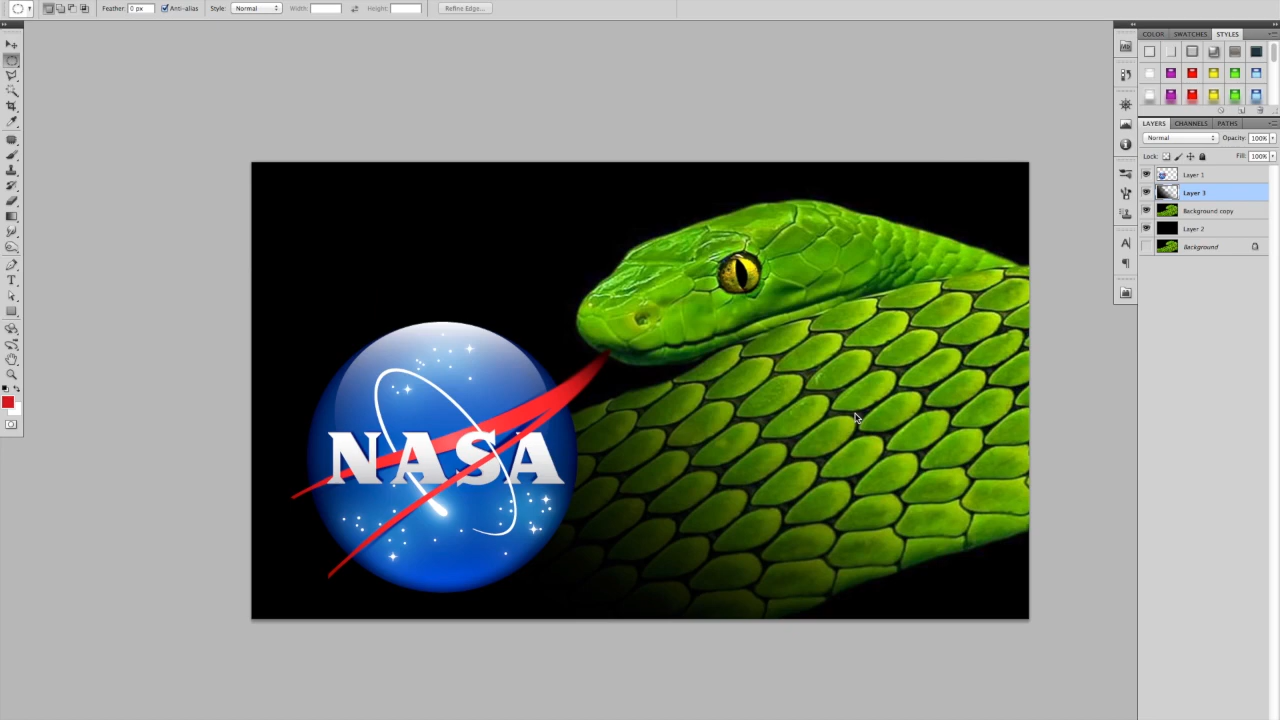 Feather: 0 px Anti-alias Style: Normal Width: Height: Refine Edge...
COLOR SWATCHES STYLES
LAYERS CHANNELS PATHS
Normal Opacity: 100%
Lock: Fill: 100%
Layer 1
Layer 3
Background copy
Layer 2
Background
NASA